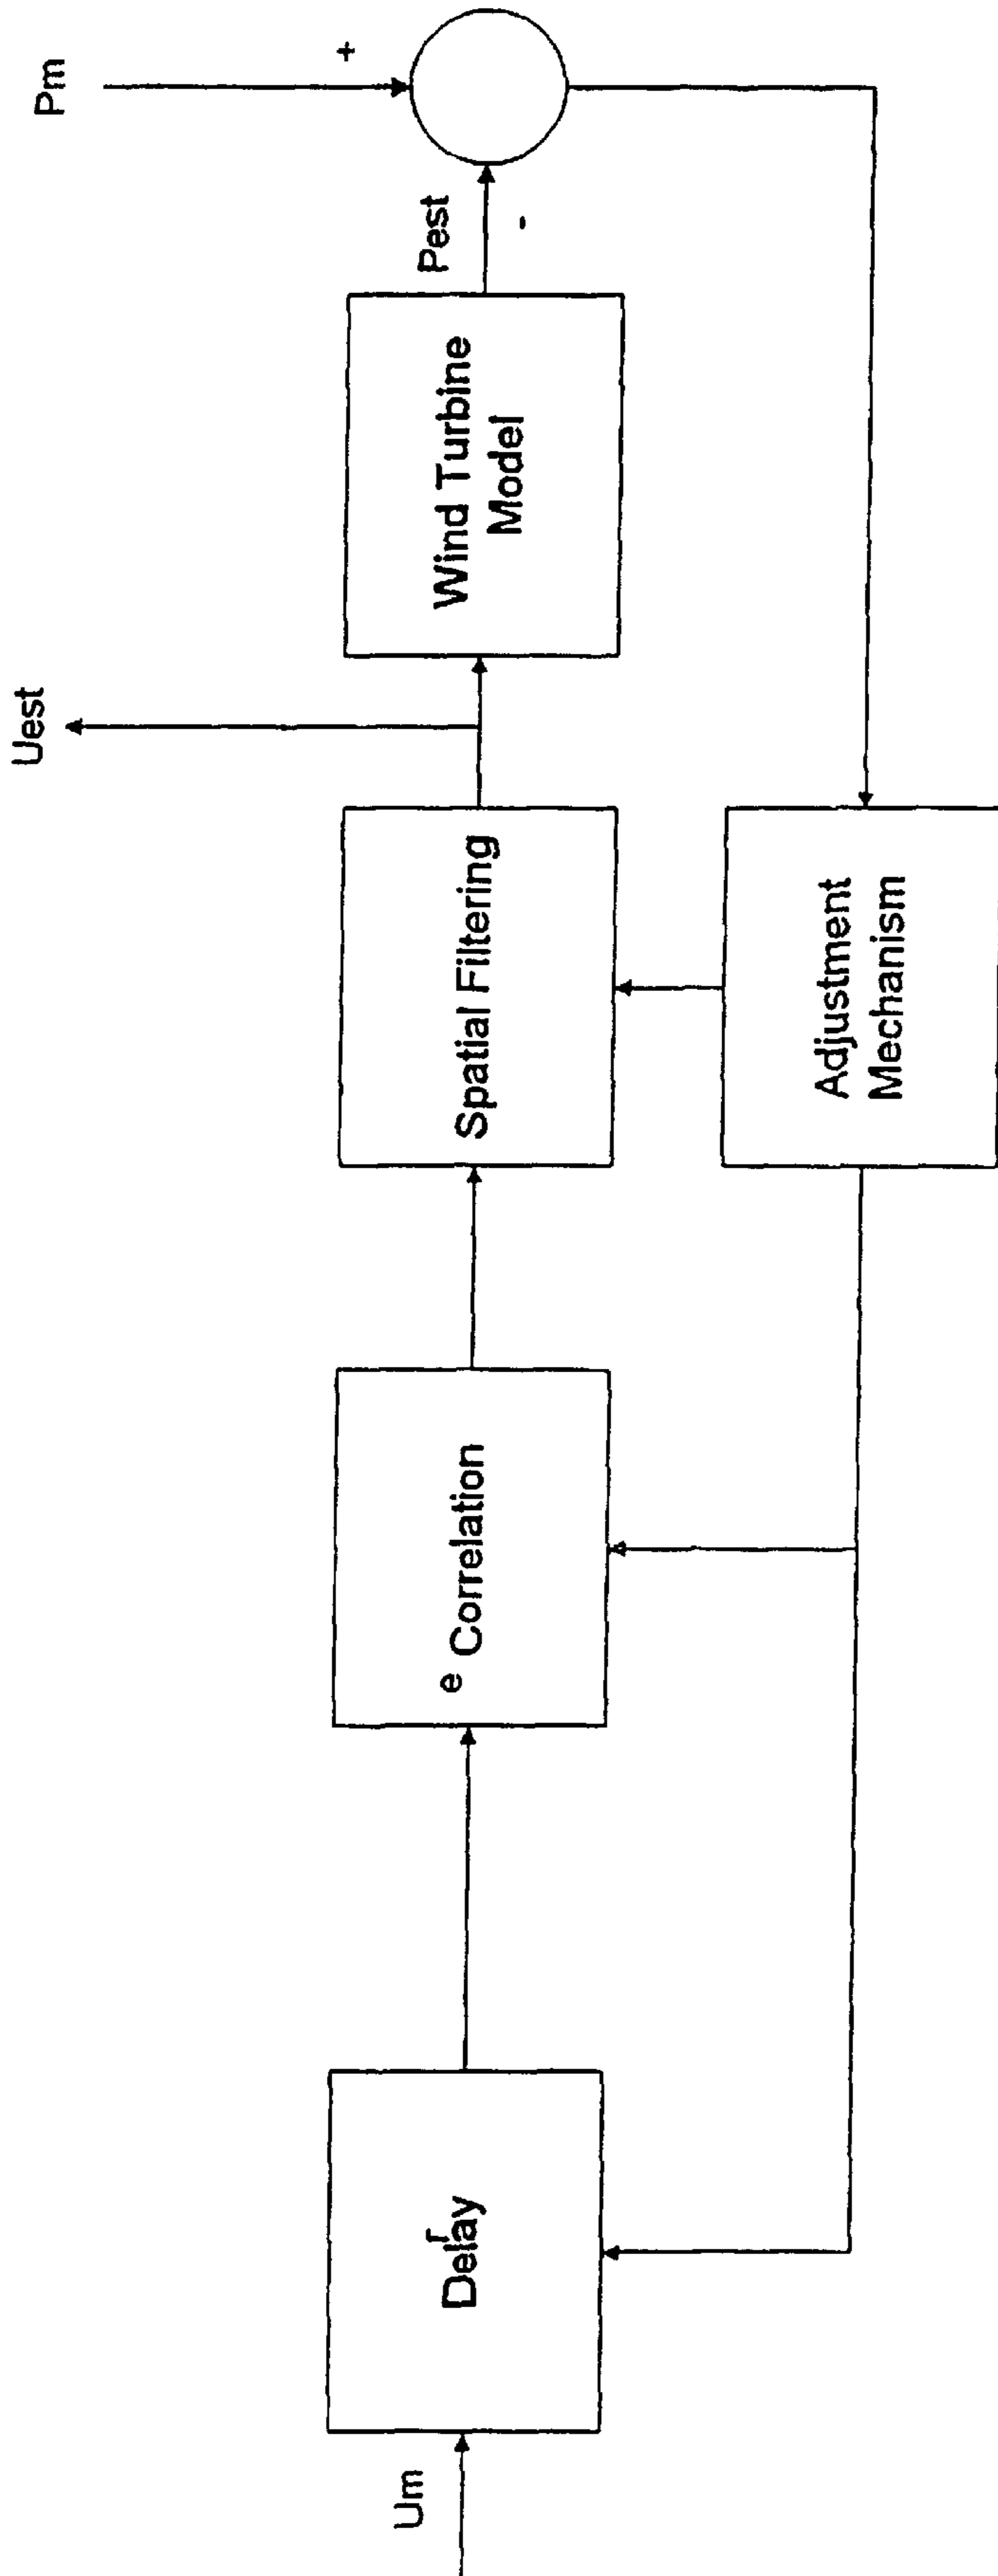 Um
Delay
r
e
Correlation
Spatial Filtering
Uest
Wind Turbine
Model
Pest
-
+
Pm
Adjustment
Mechanism